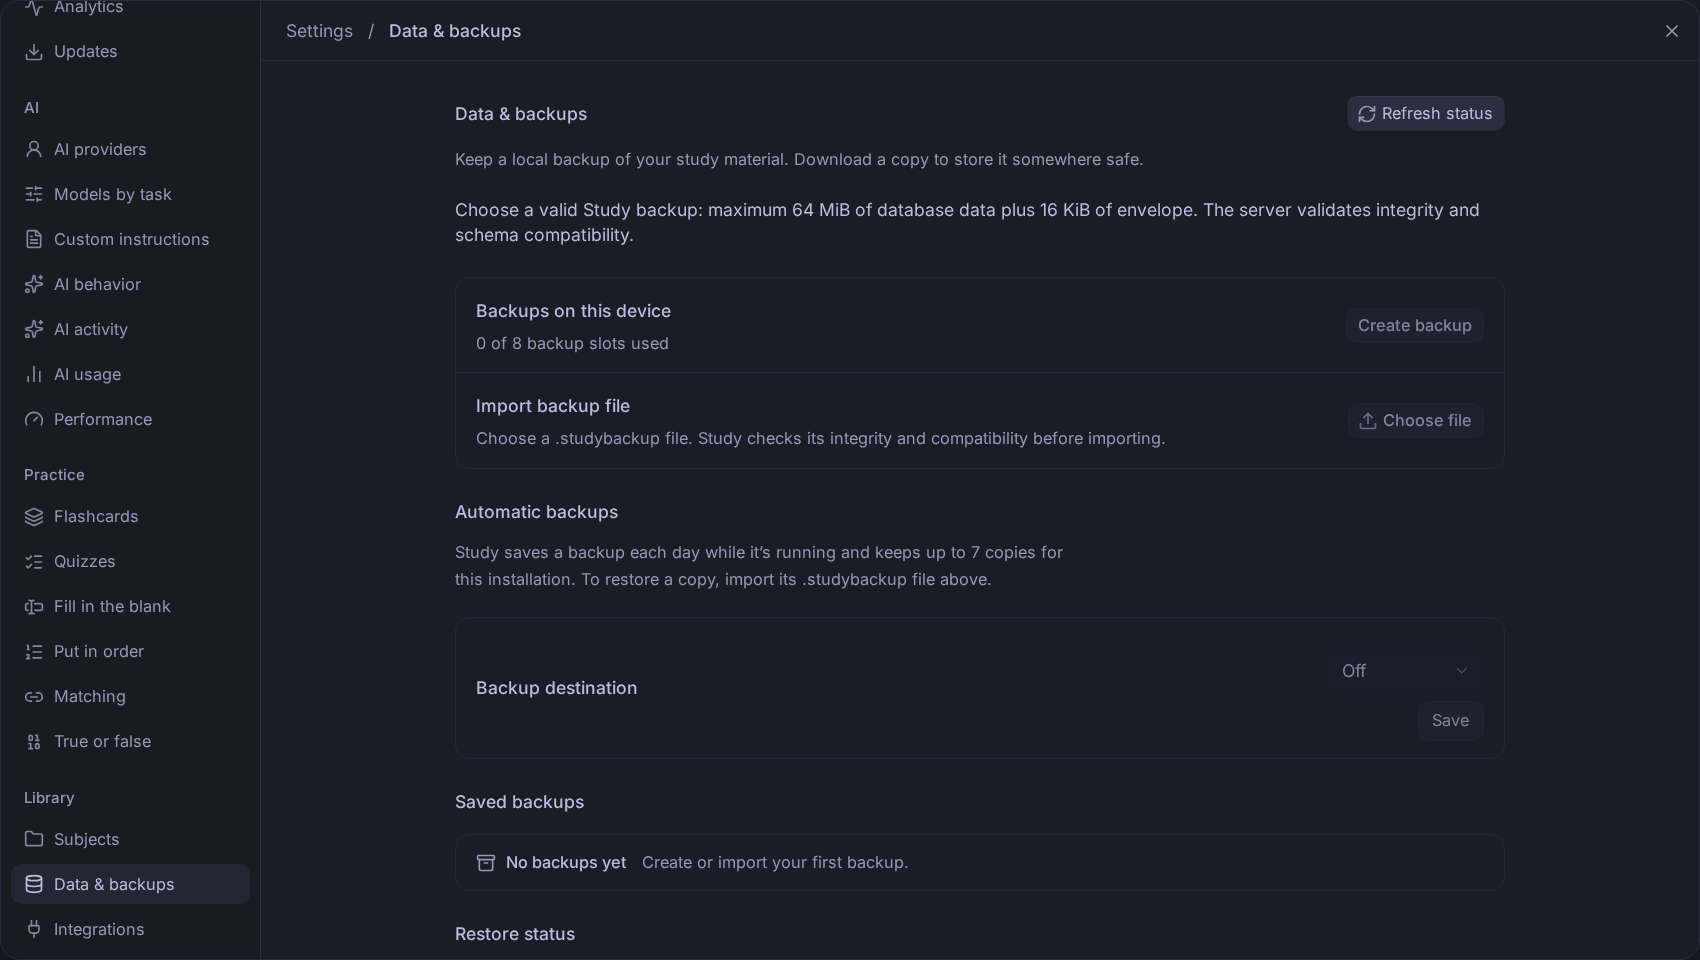 Analytics
Updates
AI
AI providers
Models by task
Custom instructions
AI behavior
AI activity
AI usage
Performance
Practice
Flashcards
Quizzes
Fill in the blank
Put in order
Matching
True or false
Library
Subjects
Data & backups
Integrations
Settings / Data & backups
Data & backups
Refresh status
Keep a local backup of your study material. Download a copy to store it somewhere safe.
Choose a valid Study backup: maximum 64 MiB of database data plus 16 KiB of envelope. The server validates integrity and
schema compatibility.
Backups on this device
0 of 8 backup slots used
Create backup
Import backup file
Choose a .studybackup file. Study checks its integrity and compatibility before importing.
Choose file
Automatic backups
Study saves a backup each day while it’s running and keeps up to 7 copies for
this installation. To restore a copy, import its .studybackup file above.
Backup destination
Off
Save
Saved backups
No backups yet Create or import your first backup.
Restore status